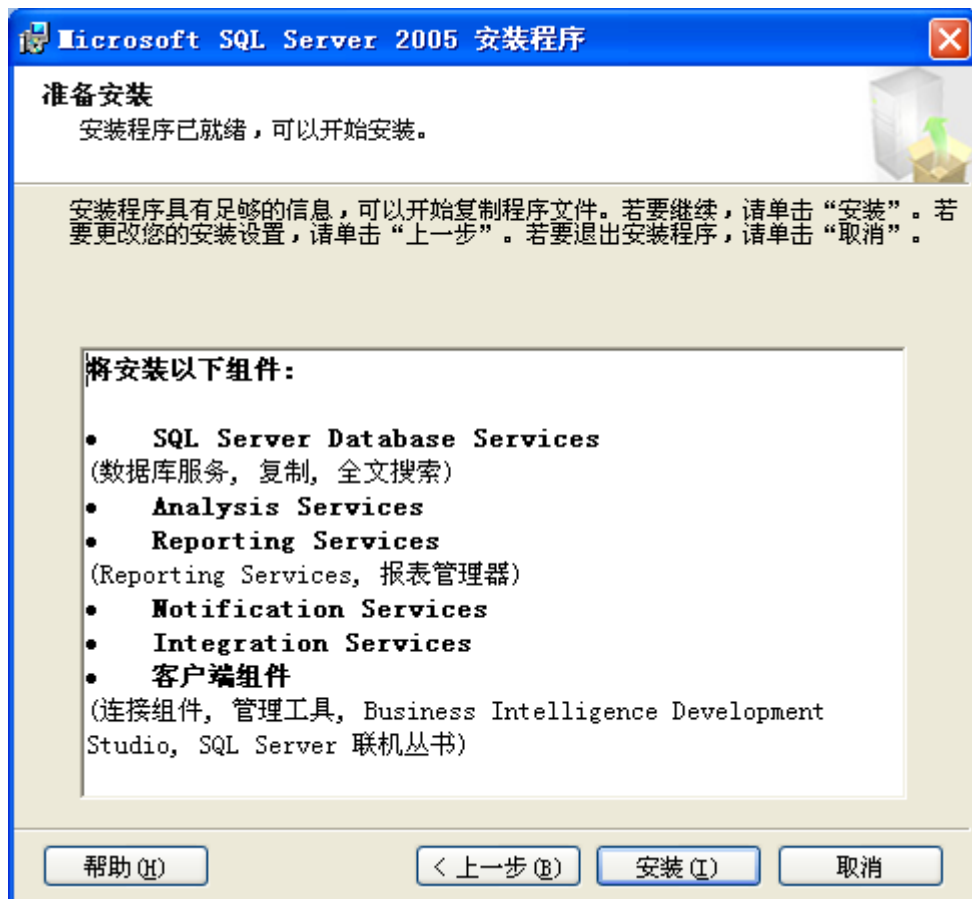 Microsoft SQL Server 2005 安装程序
准备安装
安装程序已就绪，可以开始安装。
安装程序具有足够的信息，可以开始复制程序文件。若要继续，请单击“安装”。若
要更改您的安装设置，请单击“上一步”。若要退出安装程序，请单击“取消”。
将安装以下组件:
• SQL Server Database Services
(数据库服务, 复制, 全文搜索)
• Analysis Services
• Reporting Services
(Reporting Services, 报表管理器)
• Notification Services
• Integration Services
• 客户端组件
(连接组件, 管理工具, Business Intelligence Development
Studio, SQL Server 联机丛书)
帮助(H) < 上一步(B) 安装(I) 取消